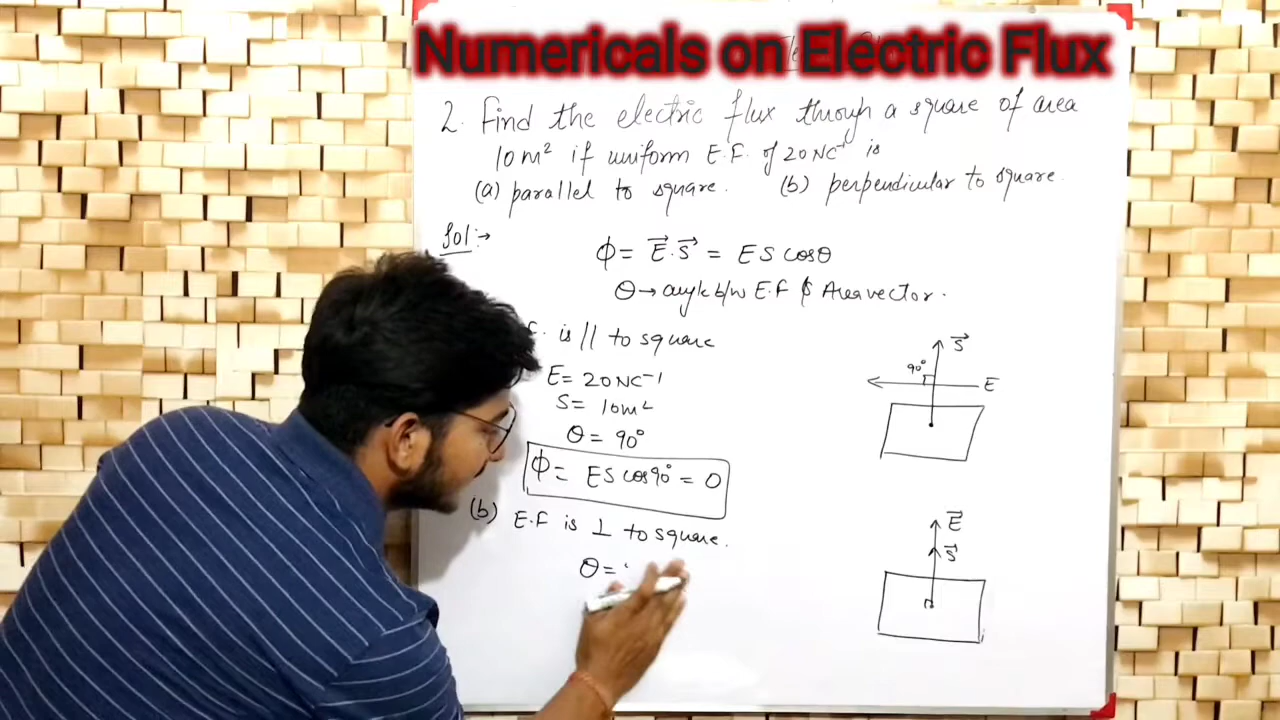 Numericals on Electric Flux
2. Find the electric flux through a square of area
10m² if uniform E.F. of 20NC⁻¹ is
(a) parallel to square. (b) perpendicular to square.
Sol:→
ϕ = E⃗.S⃗ = ES cosθ
θ → angle b/w E.F & Area vector.
is // to square
E = 20NC⁻¹
S = 10m²
θ = 90°
ϕ = ES cos90° = 0
(b) E.F is ⊥ to square.
θ =
S⃗
90°
E
E⃗
S⃗